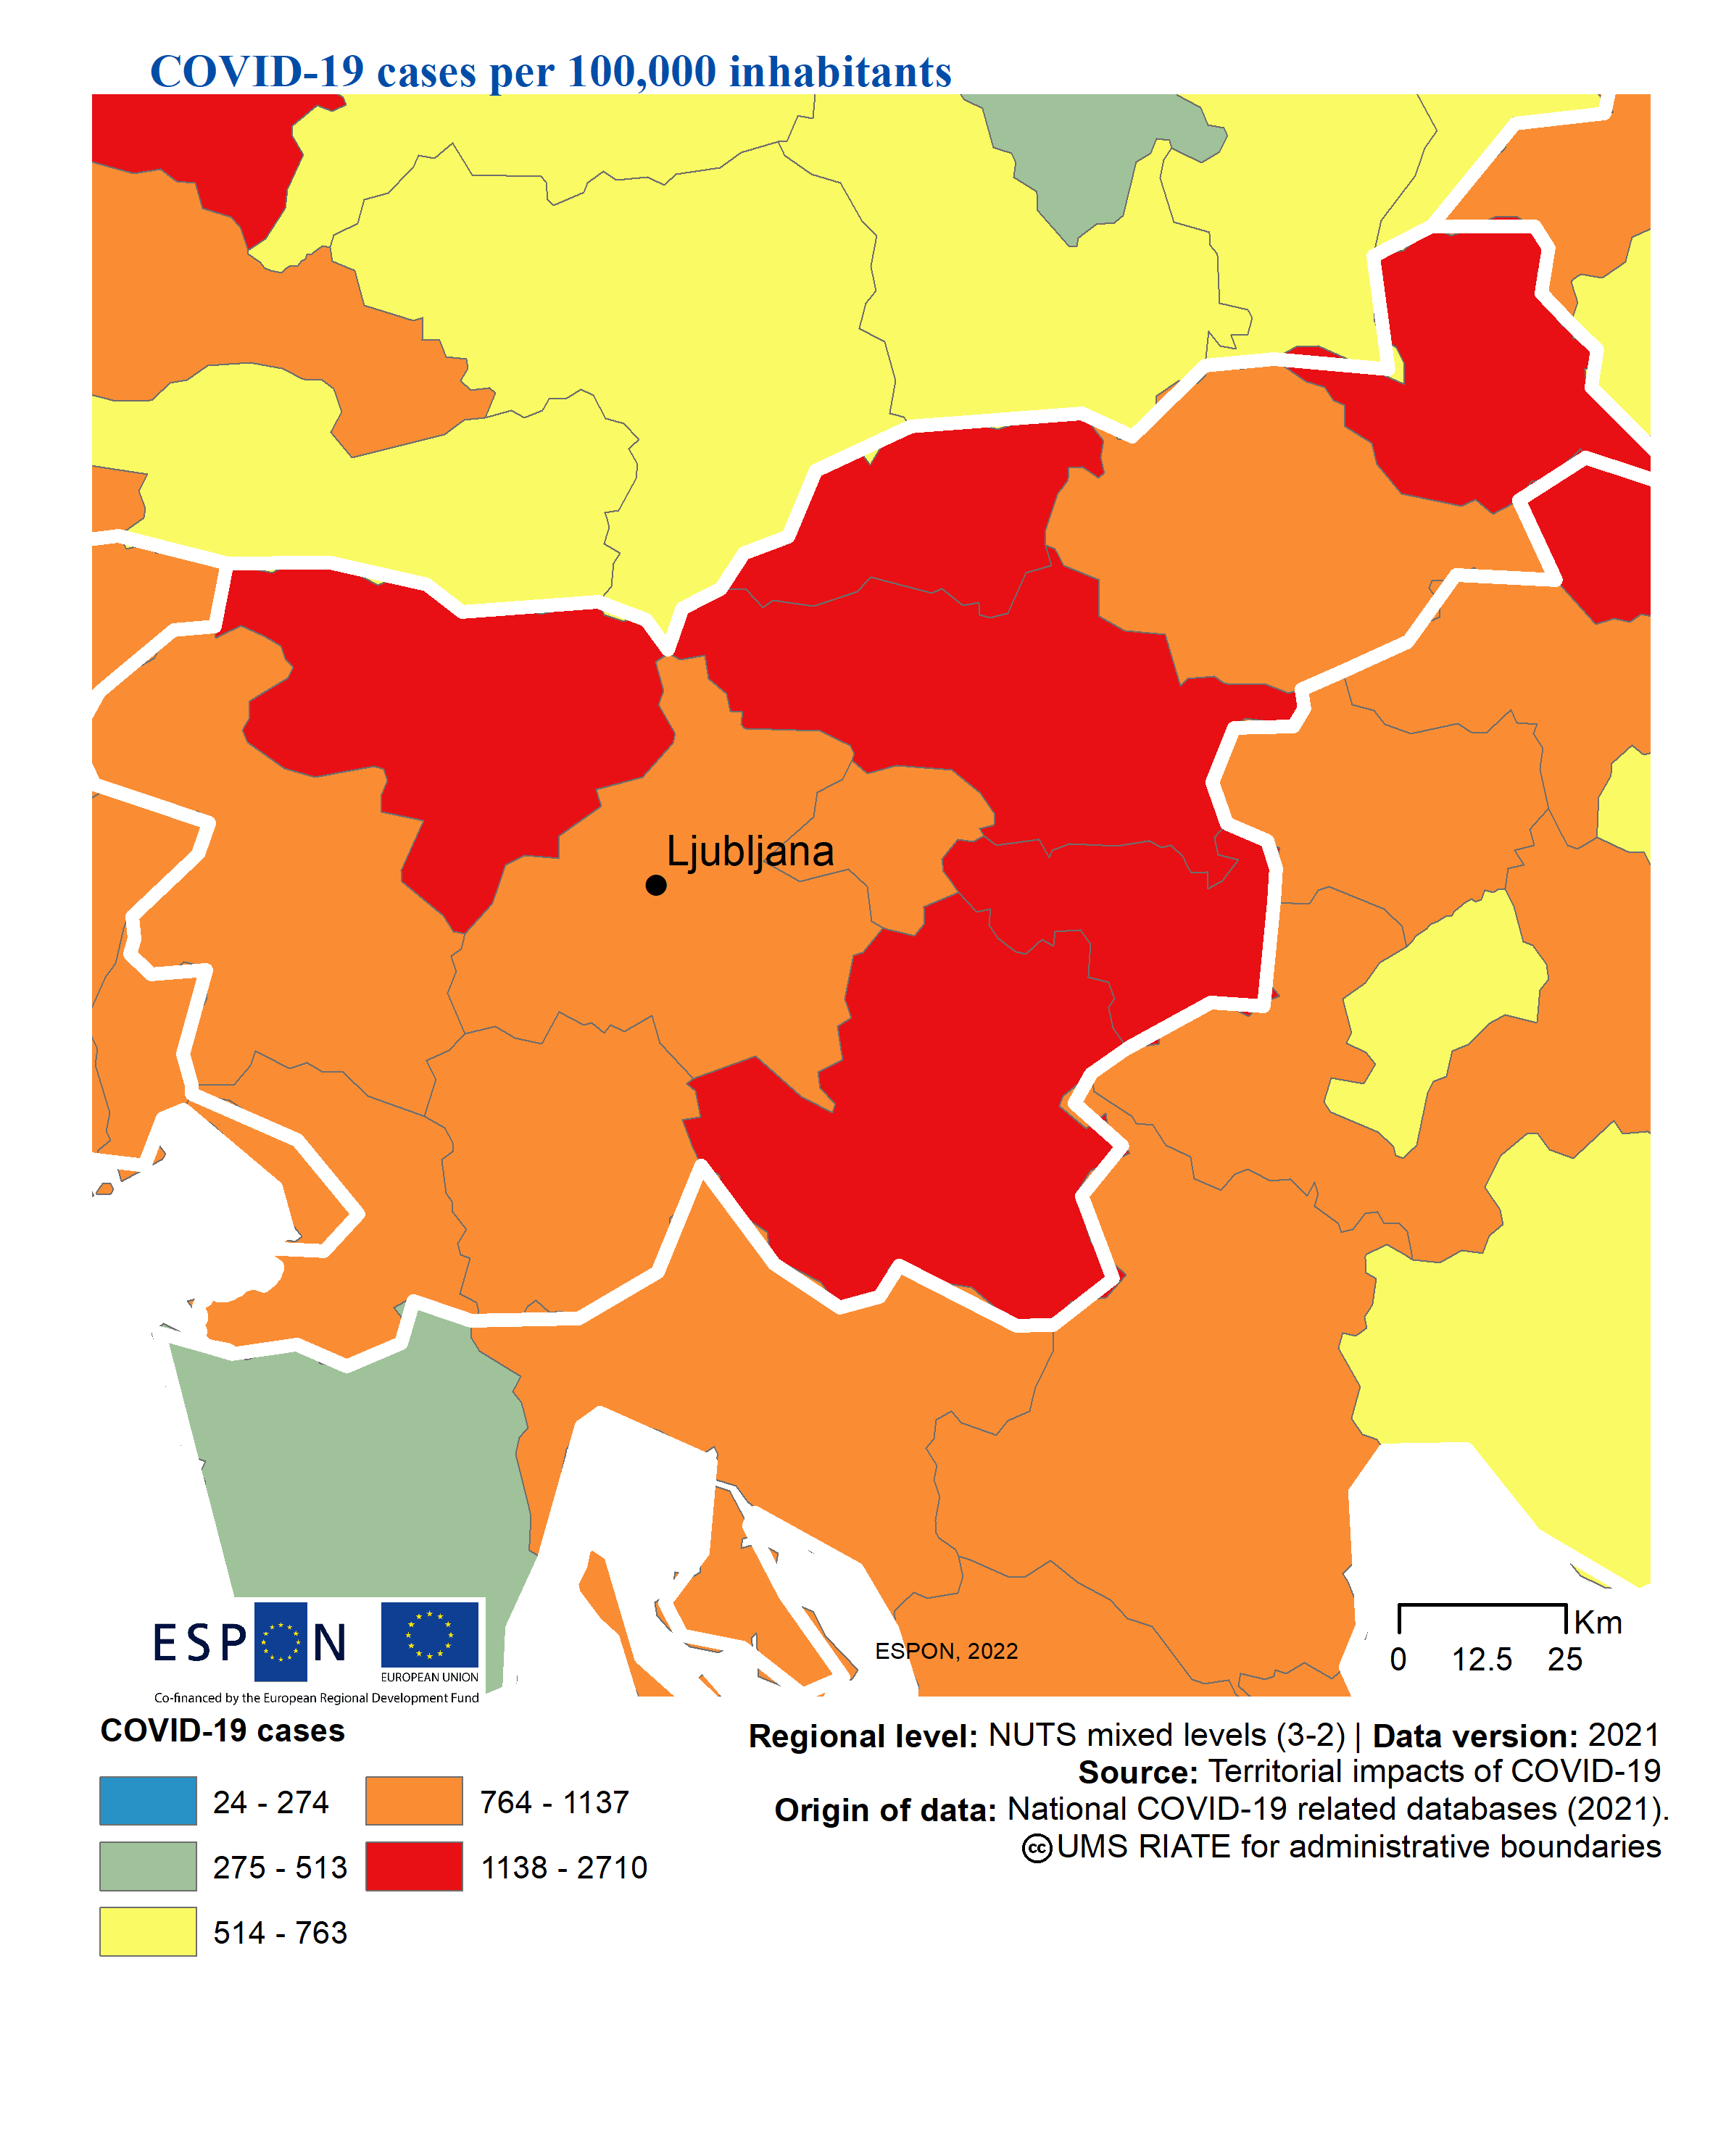 COVID-19 cases per 100,000 inhabitants
Ljubljana
ESPON
EUROPEAN UNION
Co-financed by the European Regional Development Fund
ESPON, 2022
Km
0 12.5 25
COVID-19 cases
24 - 274
275 - 513
514 - 763
764 - 1137
1138 - 2710
Regional level: NUTS mixed levels (3-2) | Data version: 2021
Source: Territorial impacts of COVID-19
Origin of data: National COVID-19 related databases (2021).
cc UMS RIATE for administrative boundaries